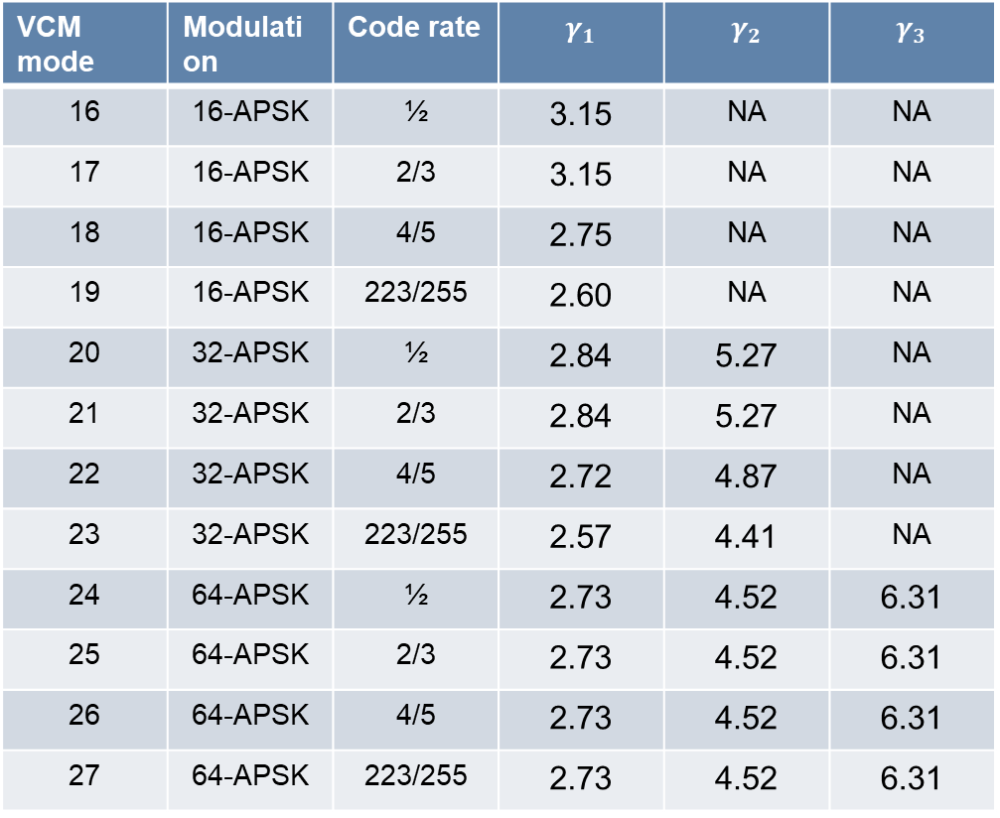 VCM mode Modulati on Code rate γ₁ γ₂ γ₃
16 16-APSK ½ 3.15 NA NA
17 16-APSK 2/3 3.15 NA NA
18 16-APSK 4/5 2.75 NA NA
19 16-APSK 223/255 2.60 NA NA
20 32-APSK ½ 2.84 5.27 NA
21 32-APSK 2/3 2.84 5.27 NA
22 32-APSK 4/5 2.72 4.87 NA
23 32-APSK 223/255 2.57 4.41 NA
24 64-APSK ½ 2.73 4.52 6.31
25 64-APSK 2/3 2.73 4.52 6.31
26 64-APSK 4/5 2.73 4.52 6.31
27 64-APSK 223/255 2.73 4.52 6.31